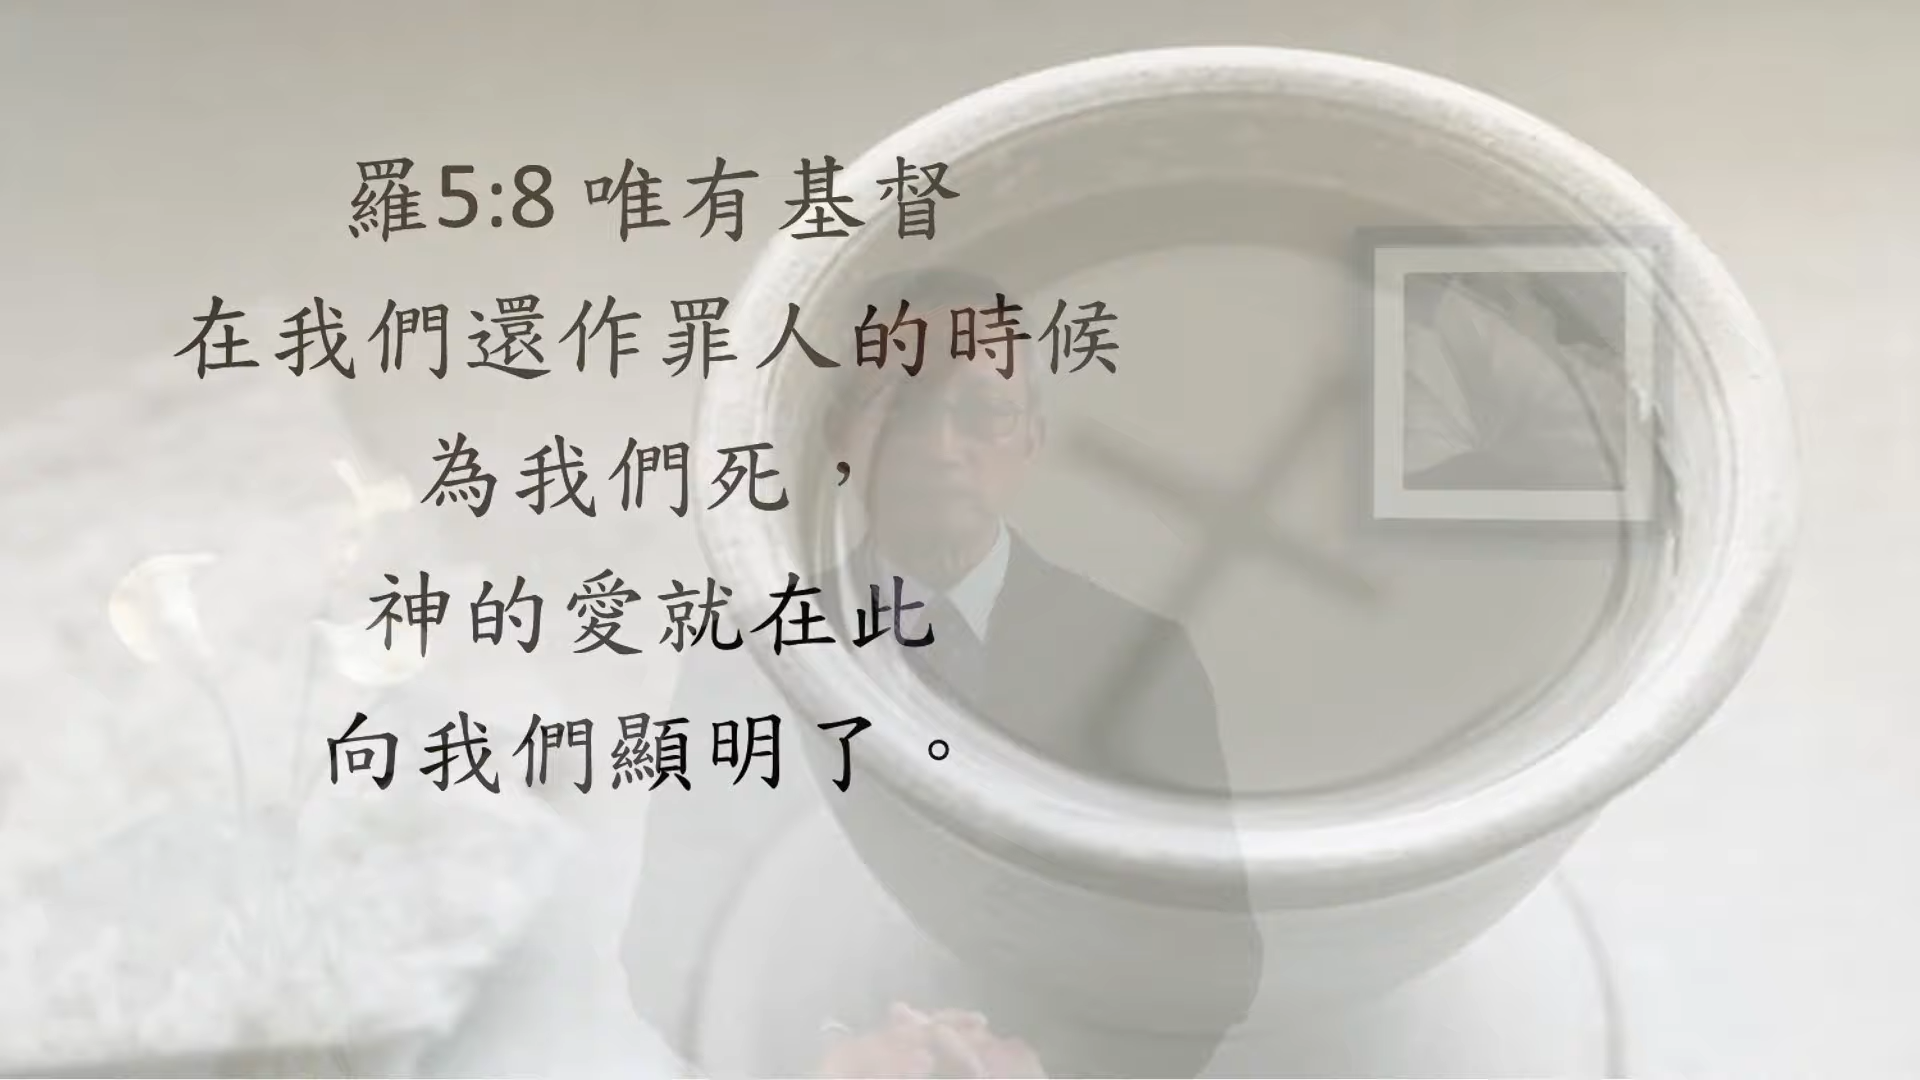 羅5:8 唯有基督
在我們還作罪人的時候
為我們死，
神的愛就在此
向我們顯明了。